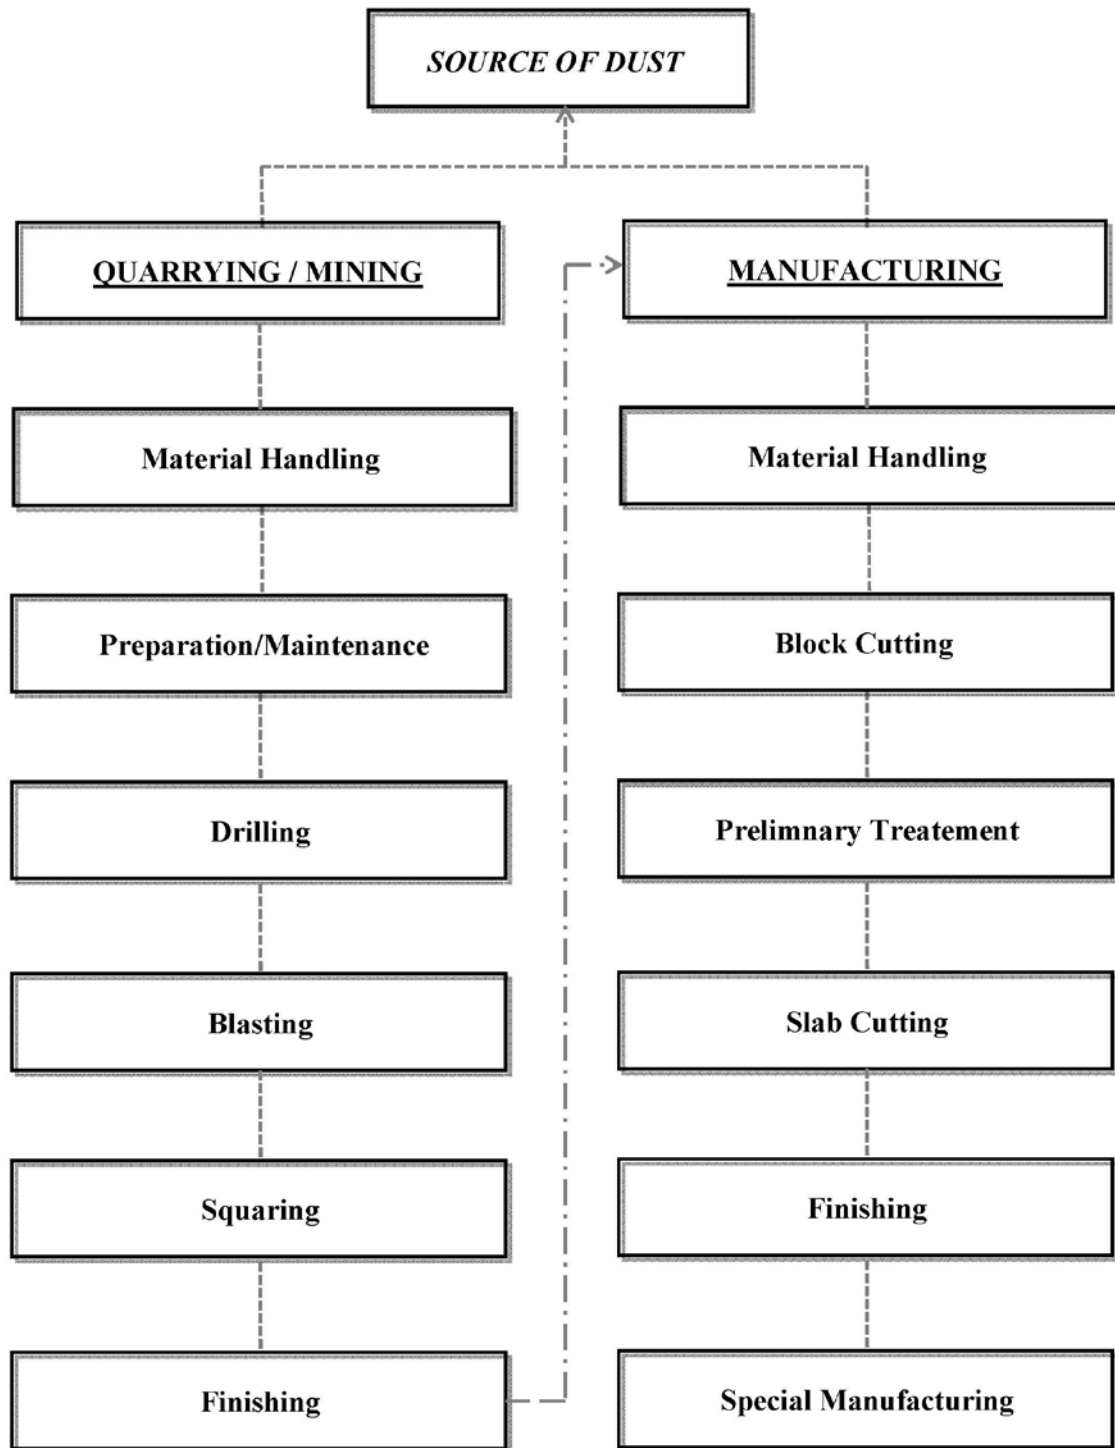 SOURCE OF DUST
QUARRYING / MINING
Material Handling
Preparation/Maintenance
Drilling
Blasting
Squaring
Finishing
MANUFACTURING
Material Handling
Block Cutting
Prelimnary Treatement
Slab Cutting
Finishing
Special Manufacturing